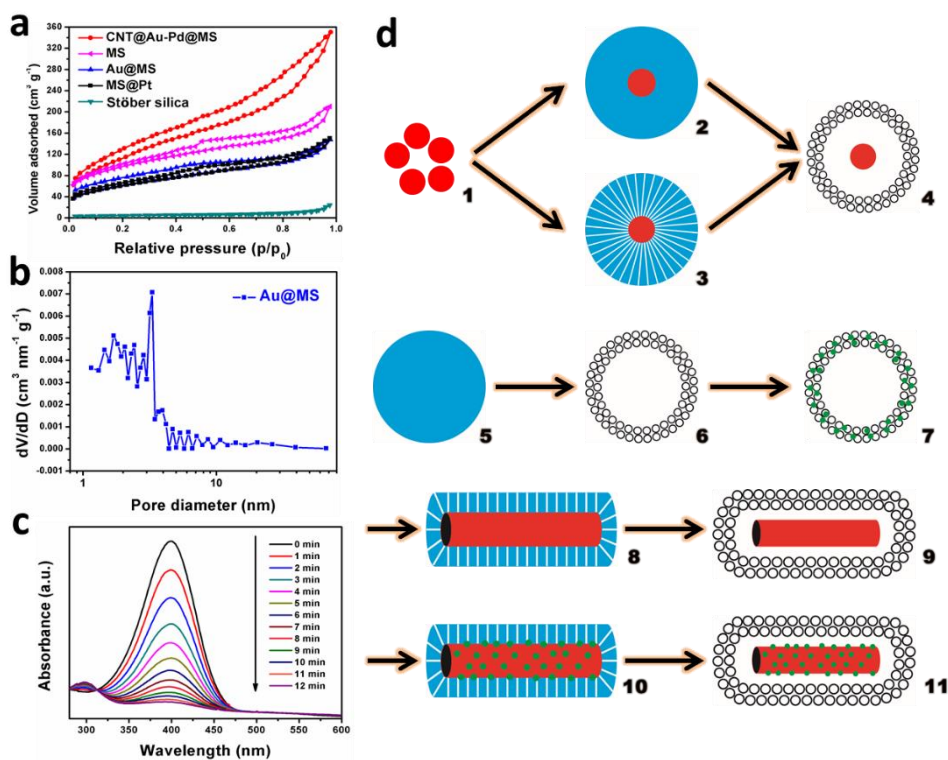 a
CNT@Au-Pd@MS
MS
Au@MS
MS@Pt
Stöber silica
Volume adsorbed (cm² g⁻¹)
360
320
280
240
200
160
120
80
40
0
0.0 0.2 0.4 0.6 0.8 1.0
Relative pressure (p/p₀)
b
Au@MS
dV/dD (cm³ nm⁻¹ g⁻¹)
0.008
0.007
0.006
0.005
0.004
0.003
0.002
0.001
0.000
-0.001
1 10
Pore diameter (nm)
c
0 min
1 min
2 min
3 min
4 min
5 min
6 min
7 min
8 min
9 min
10 min
11 min
12 min
Absorbance (a.u.)
300 350 400 450 500 550 600
Wavelength (nm)
d
1
2
3
4
5
6
7
8
9
10
11